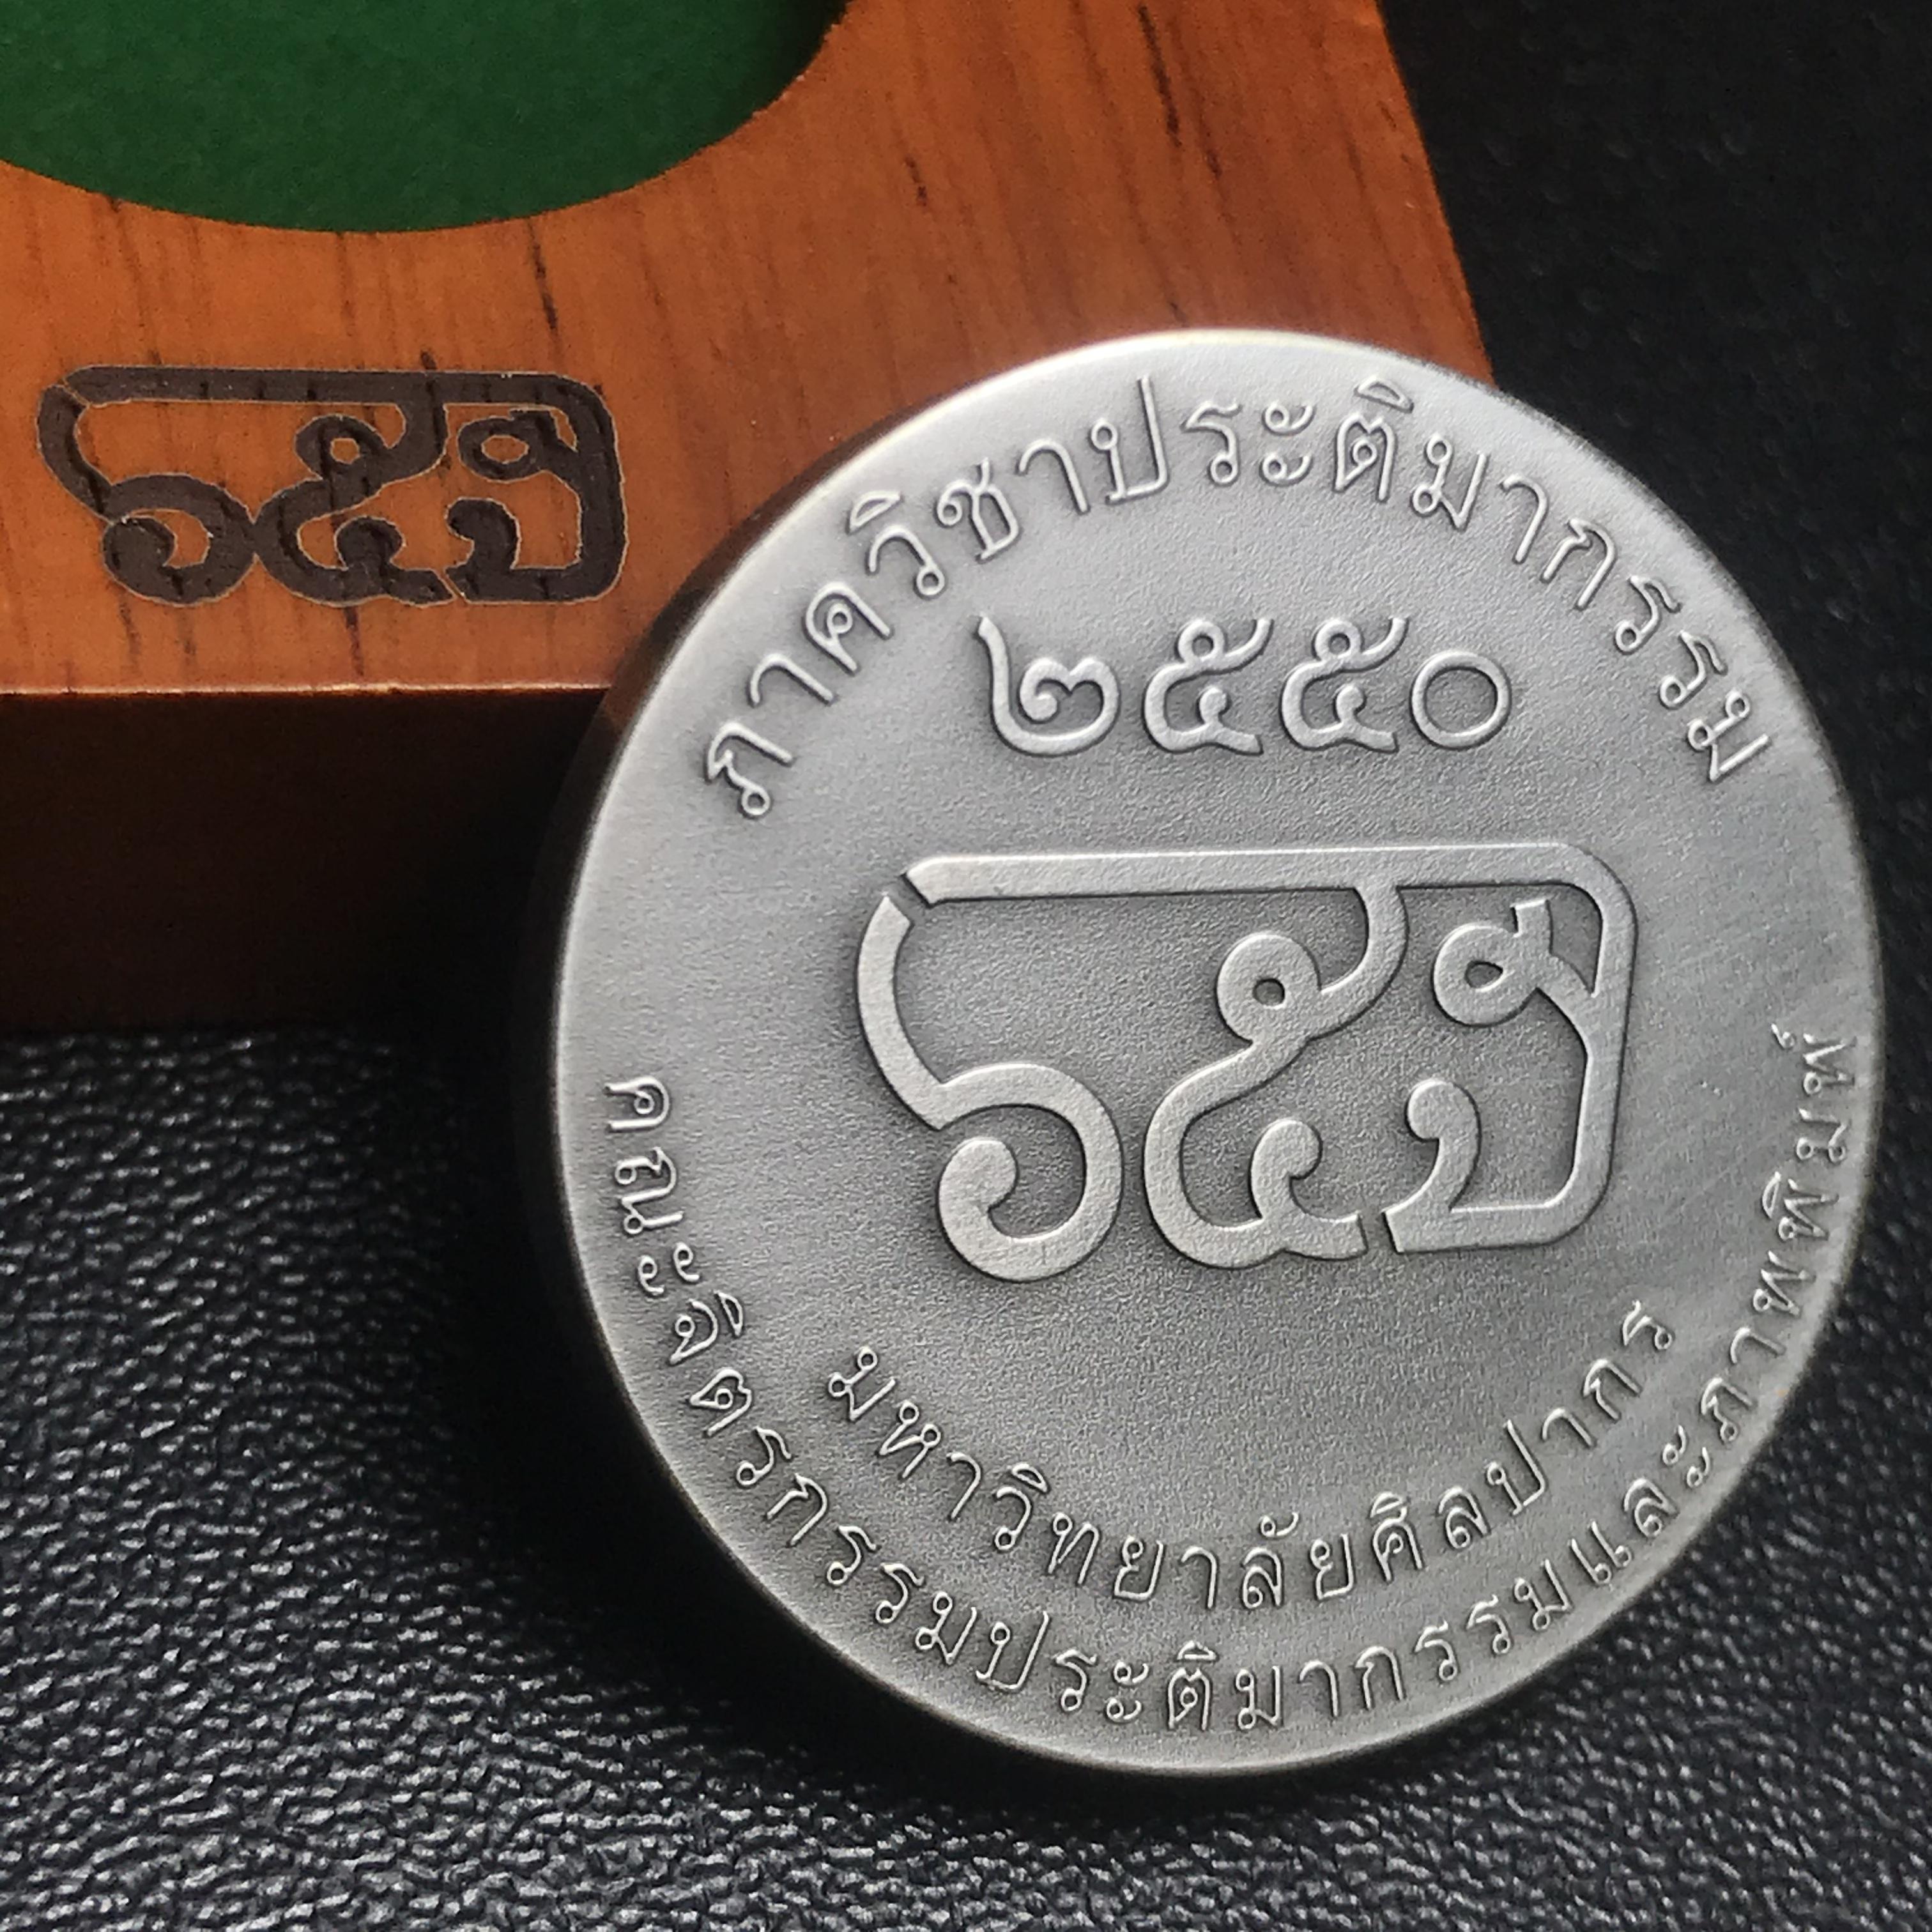 ๖๕ปี
ภาควิชาประติมากรรม
๒๕๕๐
๖๕ปี
มหาวิทยาลัยศิลปากร
คณะจิตรกรรมประติมากรรมและภาพพิมพ์